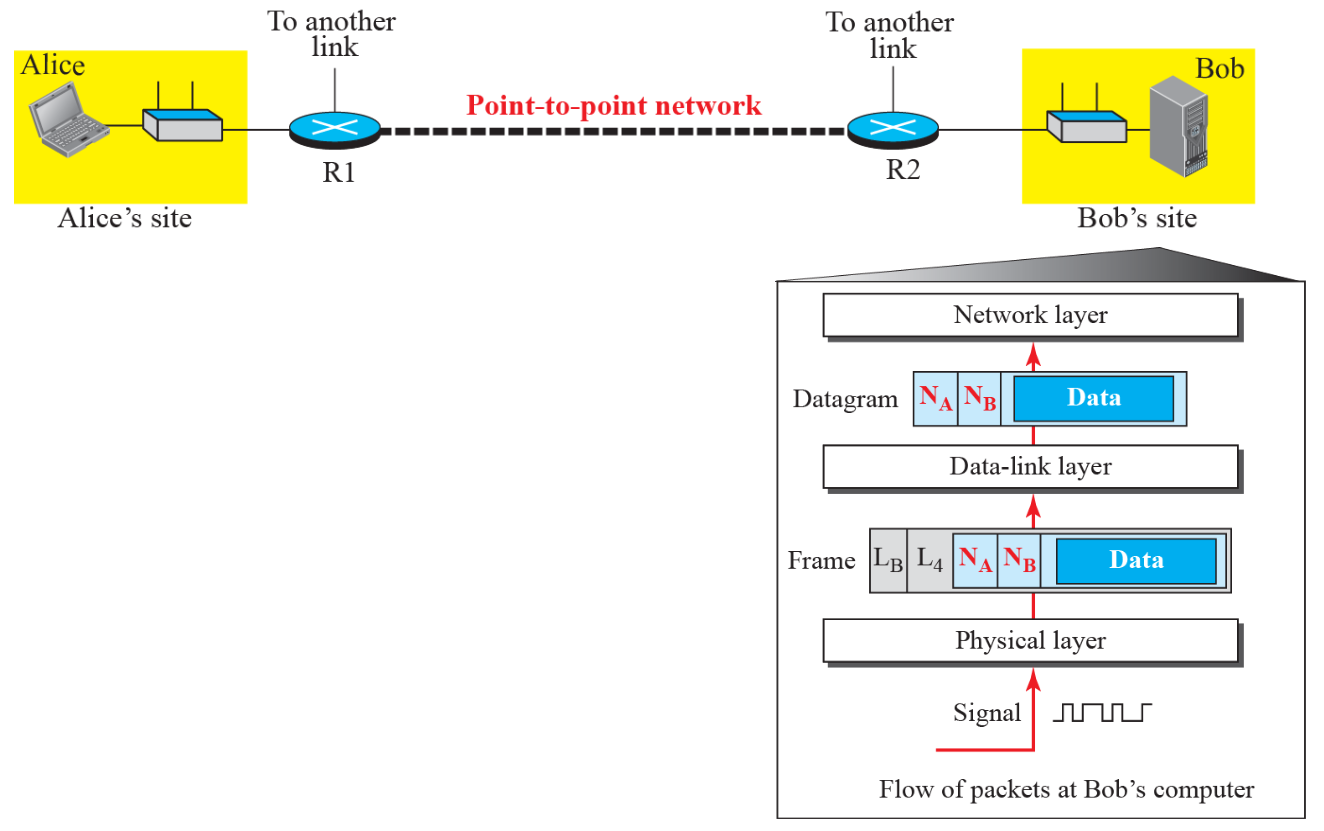 To another
link
To another
link
Alice
Bob
Point-to-point network
R1
R2
Alice’s site
Bob’s site
Network layer
Datagram N_A N_B Data
Data-link layer
Frame L_B L_4 N_A N_B Data
Physical layer
Signal
Flow of packets at Bob’s computer